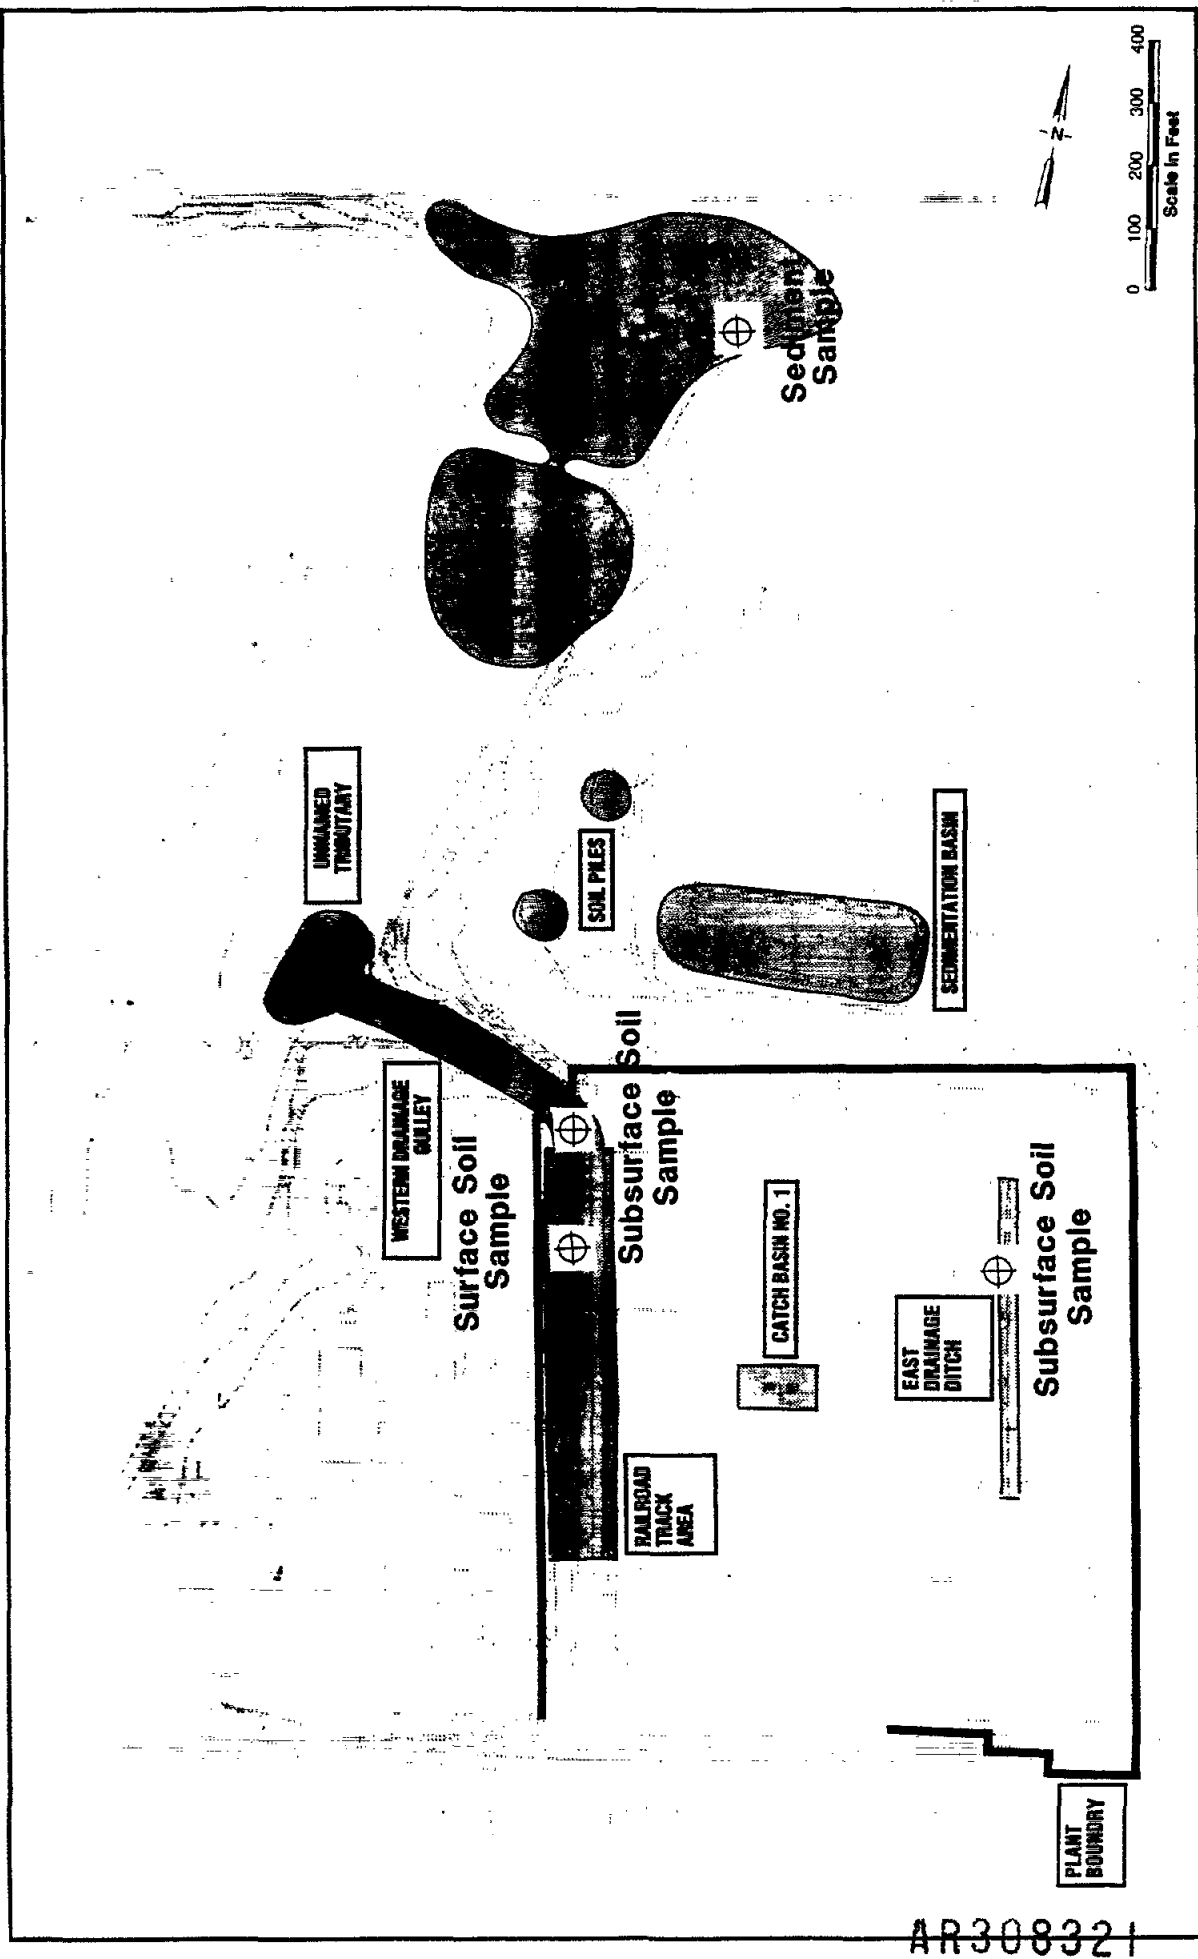 UNNAMED
TRIBUTARY
WESTERN DRAINAGE
GULLEY
Surface Soil
Sample
SOIL PILES
SEDIMENTATION BASIN
Sediment
Sample
Subsurface Soil
Sample
RAILROAD
TRACK
AREA
CATCH BASIN NO. 1
EAST
DRAINAGE
DITCH
Subsurface Soil
Sample
PLANT
BOUNDRY
N
0 100 200 300 400
Scale in Feet
AR308321